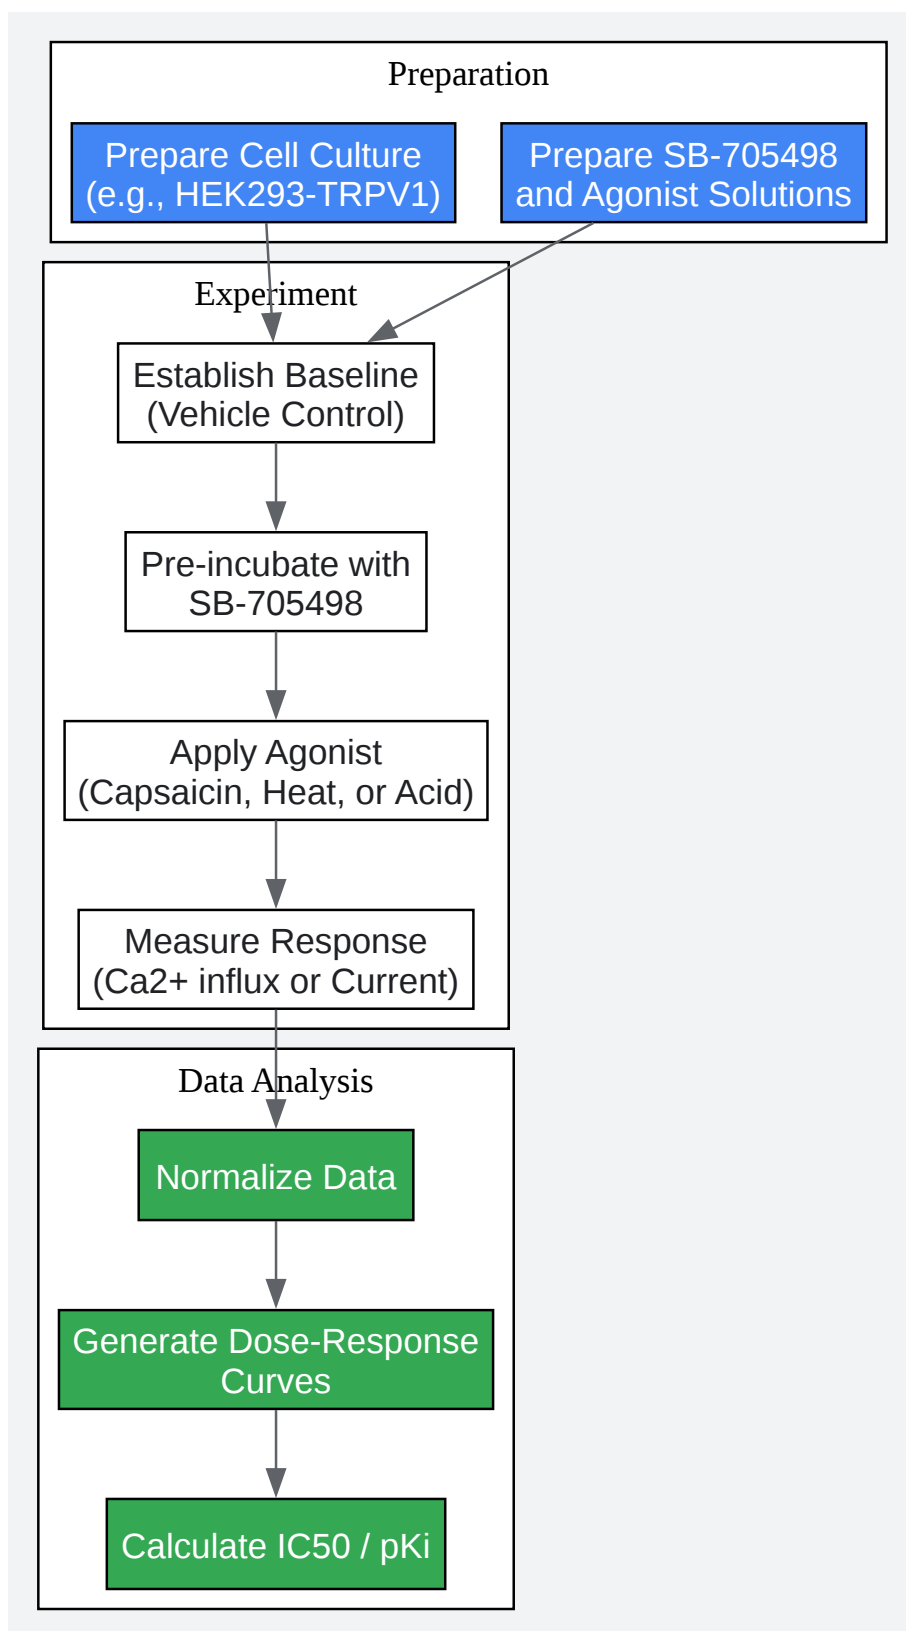 Preparation
Prepare Cell Culture
(e.g., HEK293-TRPV1)
Prepare SB-705498
and Agonist Solutions
Experiment
Establish Baseline
(Vehicle Control)
Pre-incubate with
SB-705498
Apply Agonist
(Capsaicin, Heat, or Acid)
Measure Response
(Ca2+ influx or Current)
Data Analysis
Normalize Data
Generate Dose-Response
Curves
Calculate IC50 / pKi